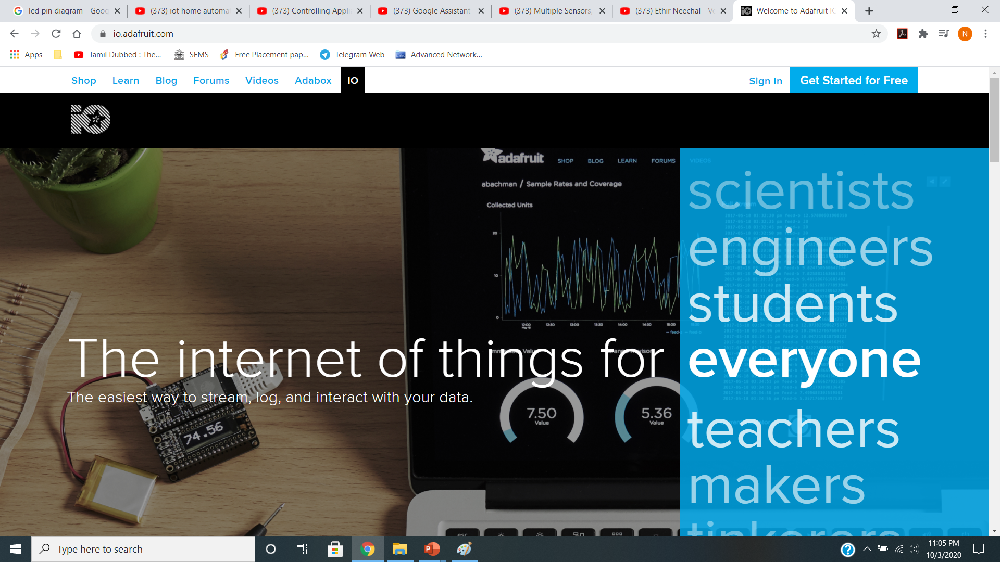 led pin diagram - Goog
(373) iot home automa
(373) Controlling Appli
(373) Google Assistant
(373) Multiple Sensors,
(373) Ethir Neechal - Ve
Welcome to Adafruit IO
io.adafruit.com
N
Apps
Tamil Dubbed : The...
SEMS
Free Placement pap...
Telegram Web
Advanced Network...
Shop Learn Blog Forums Videos Adabox IO
Sign In
Get Started for Free
iO
adafruit SHOP BLOG LEARN FORUMS VIDEOS
abachman / Sample Rates and Coverage
Collected Units
20
10
0
12:00 12:30 13:00 13:30 14:00 14:30 15:00
May 18
scientists
engineers
students
The internet of things for everyone
The easiest way to stream, log, and interact with your data.
7.50
Value
5.36
Value
74.56
teachers
makers
tinkerers
esc
Type here to search
11:05 PM
10/3/2020